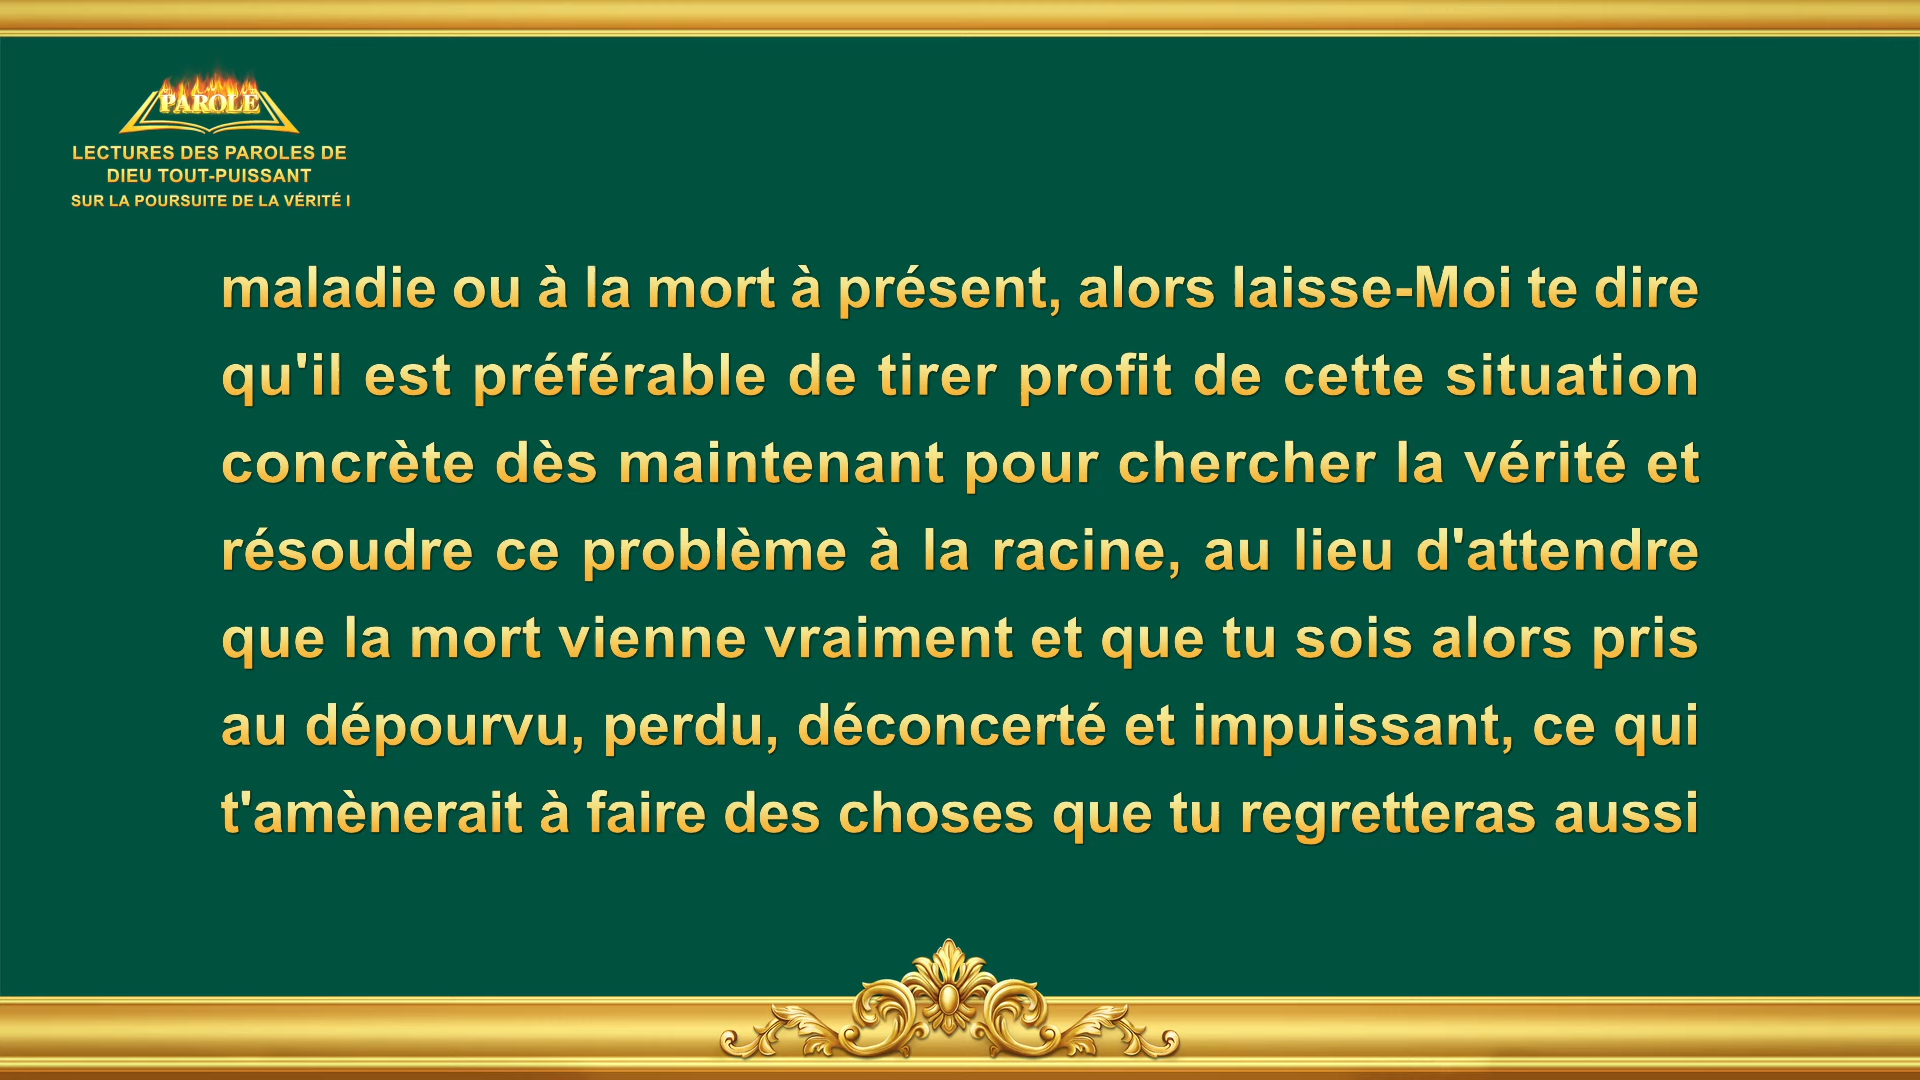 PAROLE
LECTURES DES PAROLES DE
DIEU TOUT-PUISSANT
SUR LA POURSUITE DE LA VÉRITÉ I
maladie ou à la mort à présent, alors laisse-Moi te dire
qu'il est préférable de tirer profit de cette situation
concrète dès maintenant pour chercher la vérité et
résoudre ce problème à la racine, au lieu d'attendre
que la mort vienne vraiment et que tu sois alors pris
au dépourvu, perdu, déconcerté et impuissant, ce qui
t'amènerait à faire des choses que tu regretteras aussi